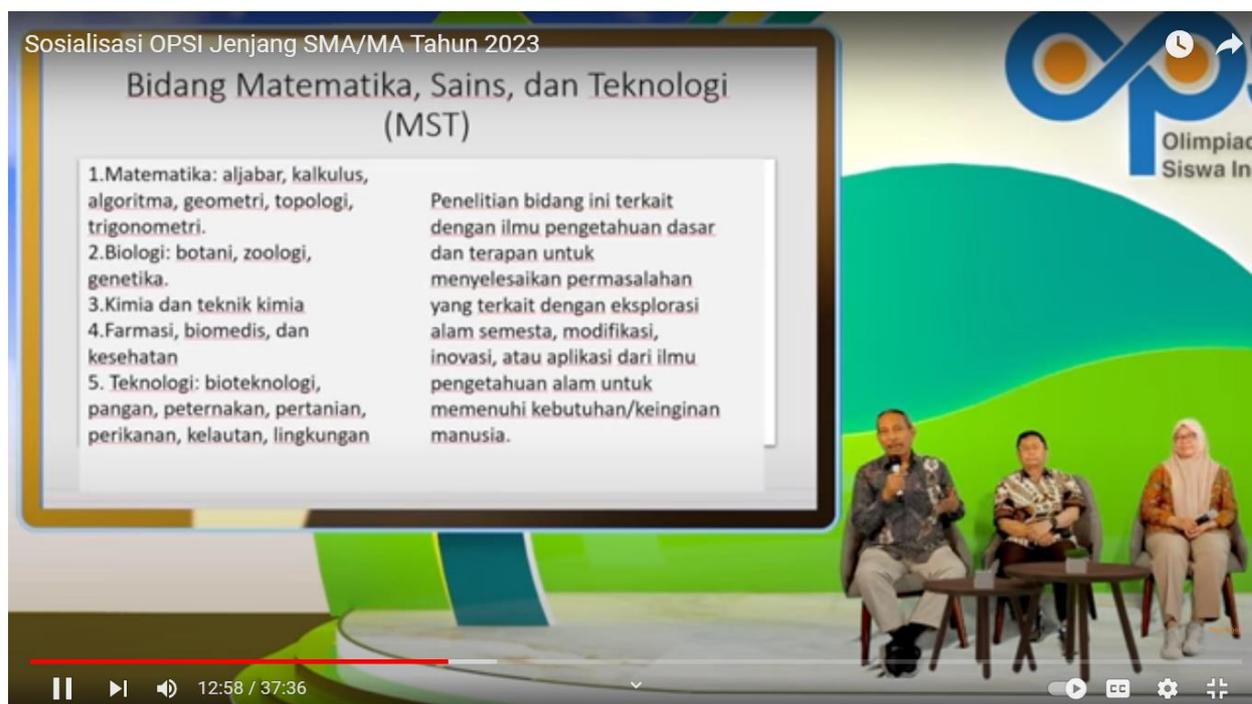 Sosialisasi OPSI Jenjang SMA/MA Tahun 2023
Bidang Matematika, Sains, dan Teknologi
(MST)
1.Matematika: aljabar, kalkulus,
algoritma, geometri, topologi,
trigonometri.
2.Biologi: botani, zoologi,
genetika.
3.Kimia dan teknik kimia
4.Farmasi, biomedis, dan
kesehatan
5. Teknologi: bioteknologi,
pangan, peternakan, pertanian,
perikanan, kelautan, lingkungan
Penelitian bidang ini terkait
dengan ilmu pengetahuan dasar
dan terapan untuk
menyelesaikan permasalahan
yang terkait dengan eksplorasi
alam semesta, modifikasi,
inovasi, atau aplikasi dari ilmu
pengetahuan alam untuk
memenuhi kebutuhan/keinginan
manusia.
Siswa
12:58 / 37:36
CC